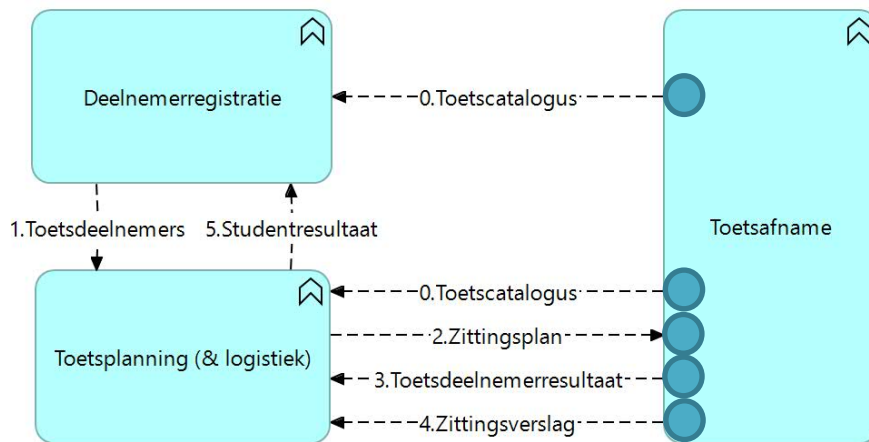 Deelnemerregistratie
0.Toetscatalogus
1.Toetsdeelnemers
5.Studentresultaat
Toetsafname
0.Toetscatalogus
2.Zittingsplan
Toetsplanning (& logistiek)
3.Toetsdeelnemerresultaat
4.Zittingsverslag